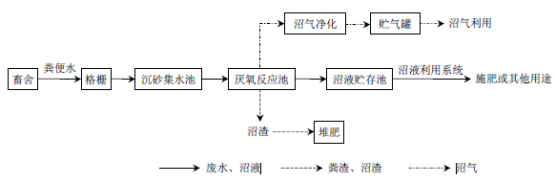 沼气净化 贮气罐 沼气利用
粪便水 沼液利用系统
畜舍 格栅 沉砂集水池 厌氧反应池 沼液贮存池 施肥或其他用途
沼渣 堆肥
废水、沼液 粪渣、沼渣 沼气